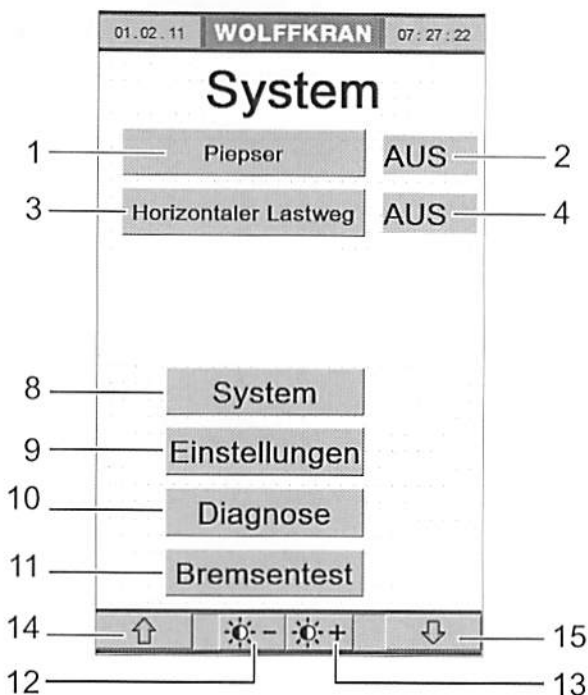 01.02.11 WOLFFKRAN 07:27:22
System
1 Piepser AUS 2
3 Horizontaler Lastweg AUS 4
8 System
9 Einstellungen
10 Diagnose
11 Bremsentest
14 - + 15
12 13